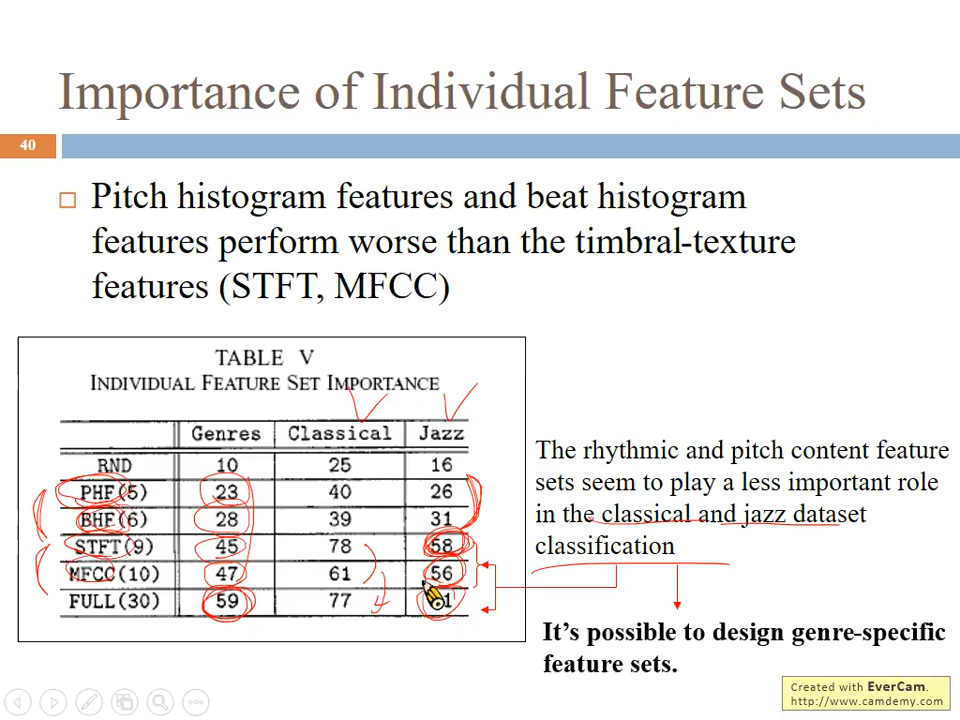 Importance of Individual Feature Sets
40
Pitch histogram features and beat histogram
features perform worse than the timbral-texture
features (STFT, MFCC)
TABLE V
INDIVIDUAL FEATURE SET IMPORTANCE
Genres Classical Jazz
RND 10 25 16
PHF(5) 23 40 26
BHF(6) 28 39 31
STFT(9) 45 78 58
MFCC(10) 47 61 56
FULL(30) 59 77
The rhythmic and pitch content feature
sets seem to play a less important role
in the classical and jazz dataset
classification
It's possible to design genre-specific
feature sets.
Created with EverCam.
http://www.camdemy.com